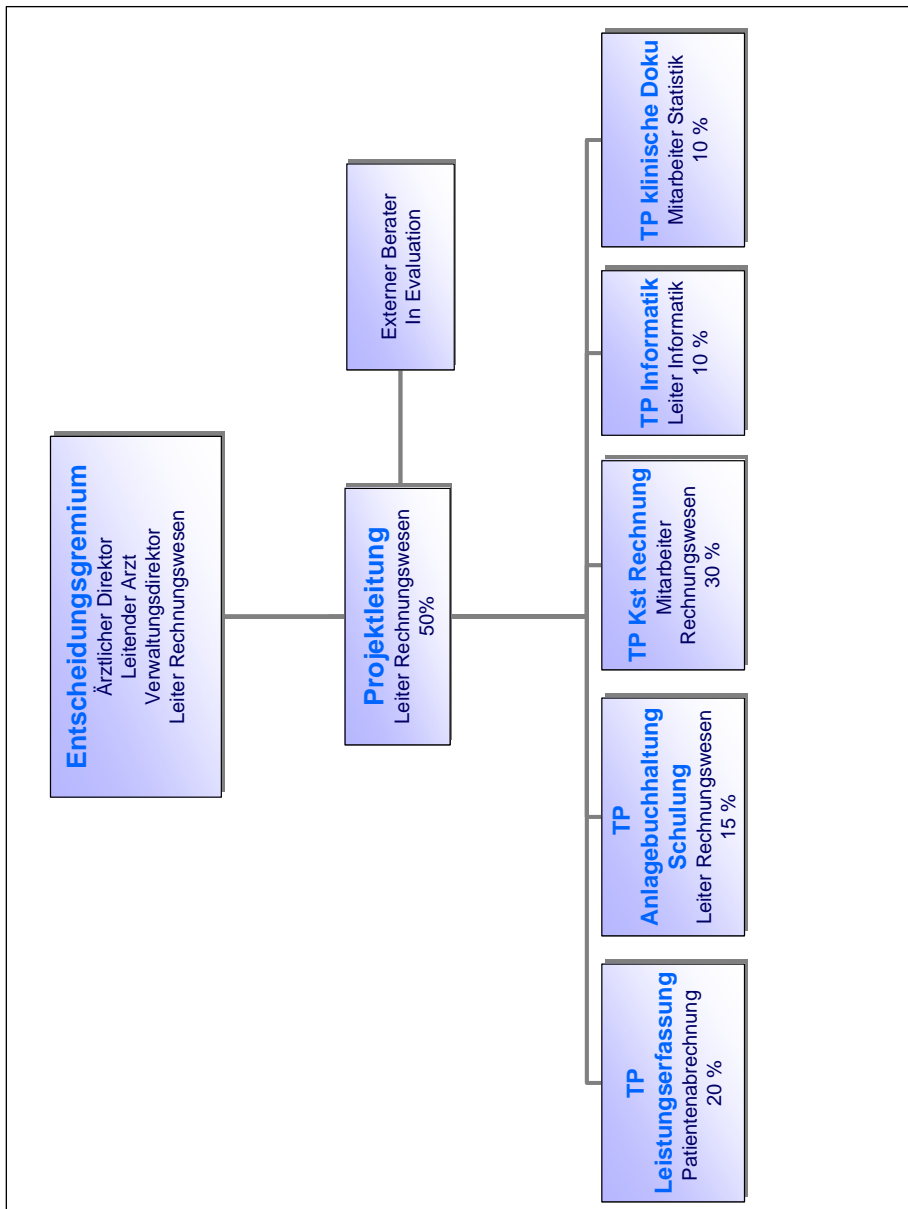 Entscheidungsgremium
Ärztlicher Direktor
Leitender Arzt
Verwaltungsdirektor
Leiter Rechnungswesen
Projektleitung
Leiter Rechnungswesen
50%
Externer Berater
In Evaluation
TP
Leistungserfassung
Patientenabrechnung
20 %
TP
Anlagebuchhaltung
Schulung
Leiter Rechnungswesen
15 %
TP Kst Rechnung
Mitarbeiter
Rechnungswesen
30 %
TP Informatik
Leiter Informatik
10 %
TP klinische Doku
Mitarbeiter Statistik
10 %